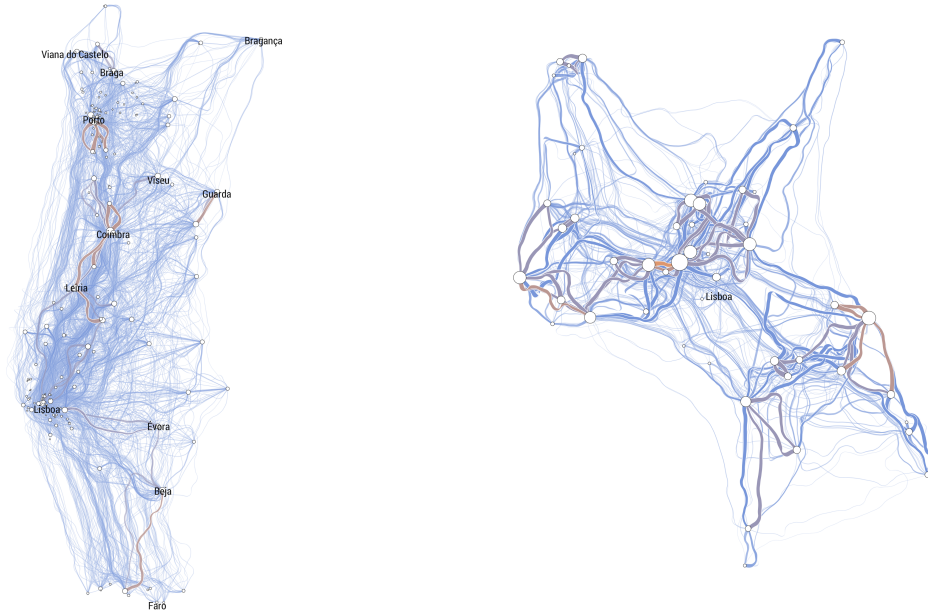 Bragança
Viana do Castelo
Braga
Porto
Viseu
Guarda
Coimbra
Leiria
Lisboa
Évora
Beja
Faro
Lisboa